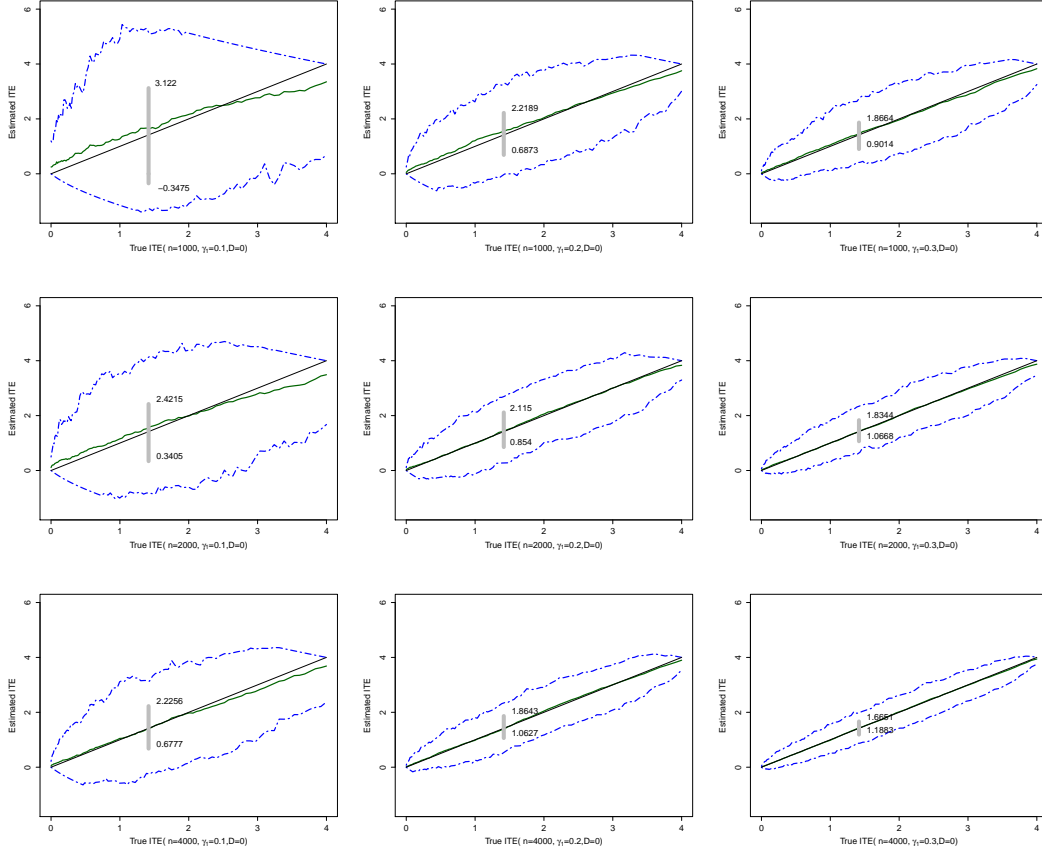 6
4
2
0
Estimated ITE
3.122
−0.3475
0 1 2 3 4
True ITE( n=1000, γ₁=0.1,D=0)
6
4
2
0
Estimated ITE
2.2189
0.6873
0 1 2 3 4
True ITE( n=1000, γ₁=0.2,D=0)
6
4
2
0
Estimated ITE
1.8664
0.9014
0 1 2 3 4
True ITE( n=1000, γ₁=0.3,D=0)
6
4
2
0
Estimated ITE
2.4215
0.3405
0 1 2 3 4
True ITE( n=2000, γ₁=0.1,D=0)
6
4
2
0
Estimated ITE
2.115
0.854
0 1 2 3 4
True ITE( n=2000, γ₁=0.2,D=0)
6
4
2
0
Estimated ITE
1.8344
1.0668
0 1 2 3 4
True ITE( n=2000, γ₁=0.3,D=0)
6
4
2
0
Estimated ITE
2.2256
0.6777
0 1 2 3 4
True ITE( n=4000, γ₁=0.1,D=0)
6
4
2
0
Estimated ITE
1.8643
1.0627
0 1 2 3 4
True ITE( n=4000, γ₁=0.2,D=0)
6
4
2
0
Estimated ITE
1.6651
1.1883
0 1 2 3 4
True ITE( n=4000, γ₁=0.3,D=0)